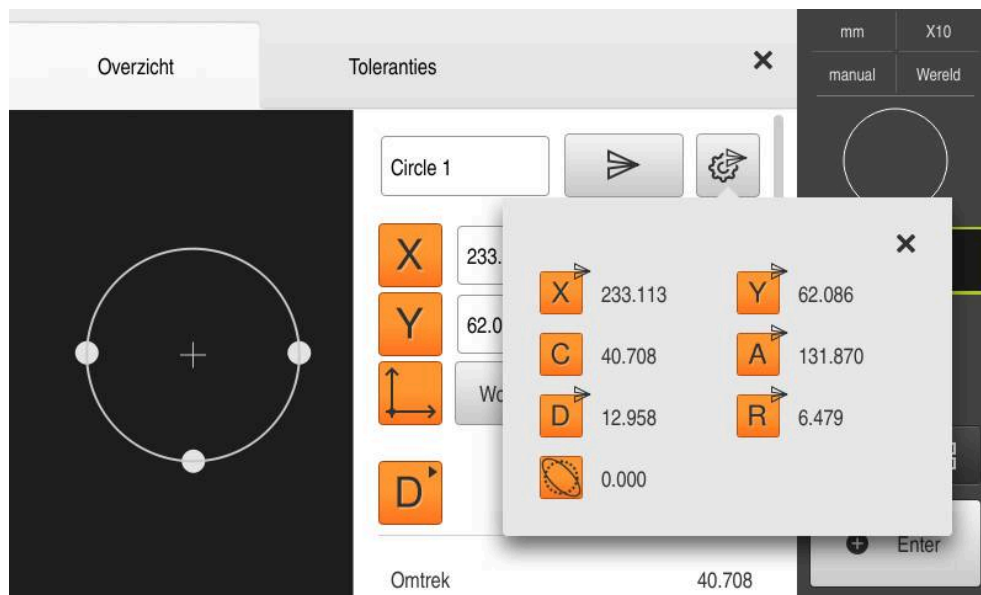 Overzicht
Toleranties
mm
X10
manual
Wereld
Circle 1
X
233.
Y
62.0
Wo
D
Omtrek
40.708
X
233.113
Y
62.086
C
40.708
A
131.870
D
12.958
R
6.479
0.000
Enter